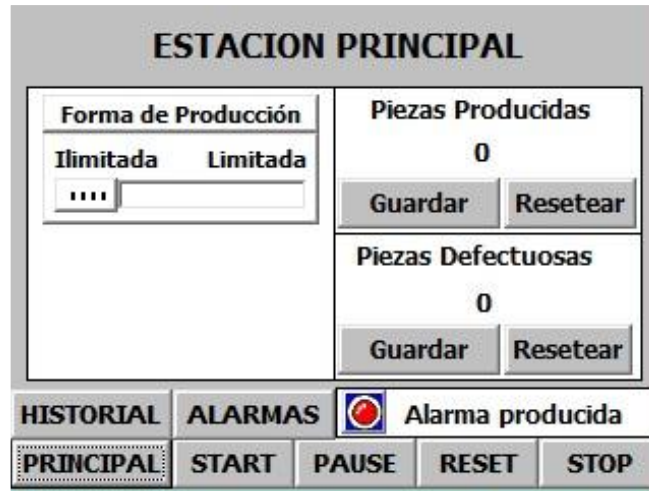 ESTACION PRINCIPAL
Forma de Producción
Ilimitada Limitada
Piezas Producidas
0
Guardar Resetear
Piezas Defectuosas
0
Guardar Resetear
HISTORIAL ALARMAS Alarma producida
PRINCIPAL START PAUSE RESET STOP